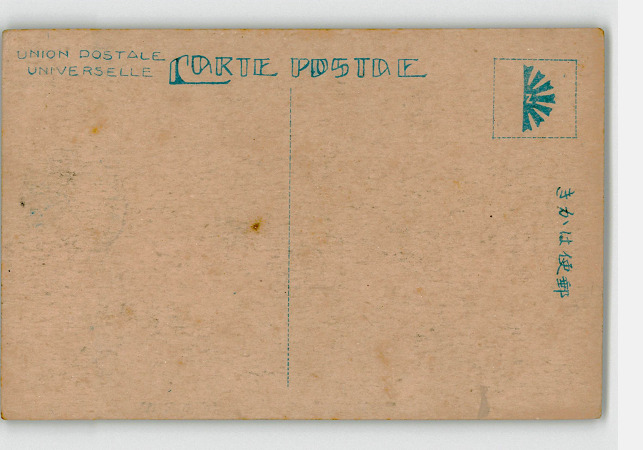 UNION POSTALE
UNIVERSELLE
CARTE POSTALE
きかは便郵